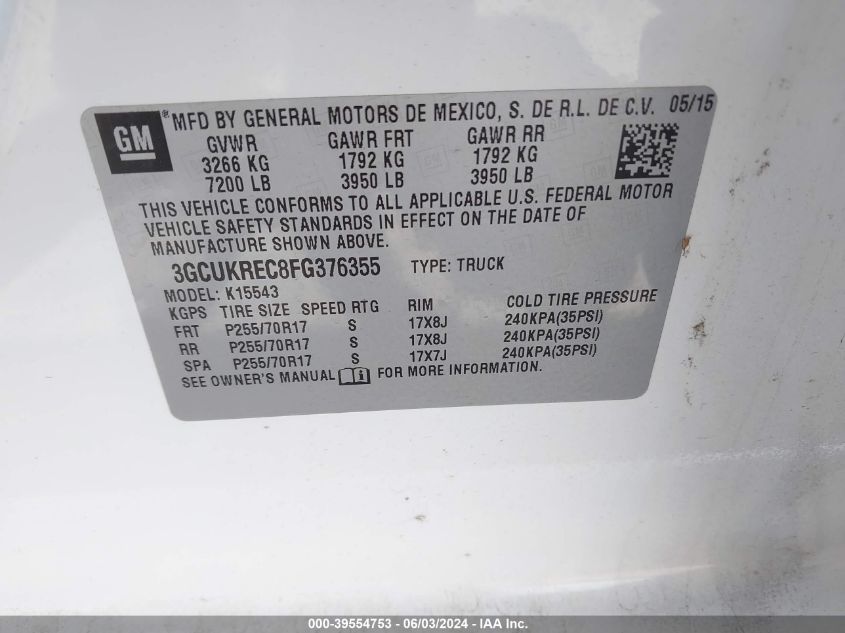 GM ® MFD BY GENERAL MOTORS DE MEXICO, S. DE R.L. DE C.V. 05/15
GVWR GAWR FRT GAWR RR
3266 KG 1792 KG 1792 KG
7200 LB 3950 LB 3950 LB
THIS VEHICLE CONFORMS TO ALL APPLICABLE U.S. FEDERAL MOTOR
VEHICLE SAFETY STANDARDS IN EFFECT ON THE DATE OF
MANUFACTURE SHOWN ABOVE.
3GCUKREC8FG376355 TYPE: TRUCK
MODEL: K15543
KGPS TIRE SIZE SPEED RTG RIM COLD TIRE PRESSURE
FRT P255/70R17 S 17X8J 240KPA(35PSI)
RR P255/70R17 S 17X8J 240KPA(35PSI)
SPA P255/70R17 S 17X7J 240KPA(35PSI)
SEE OWNER'S MANUAL FOR MORE INFORMATION.
000-39554753 - 06/03/2024 - IAA Inc.